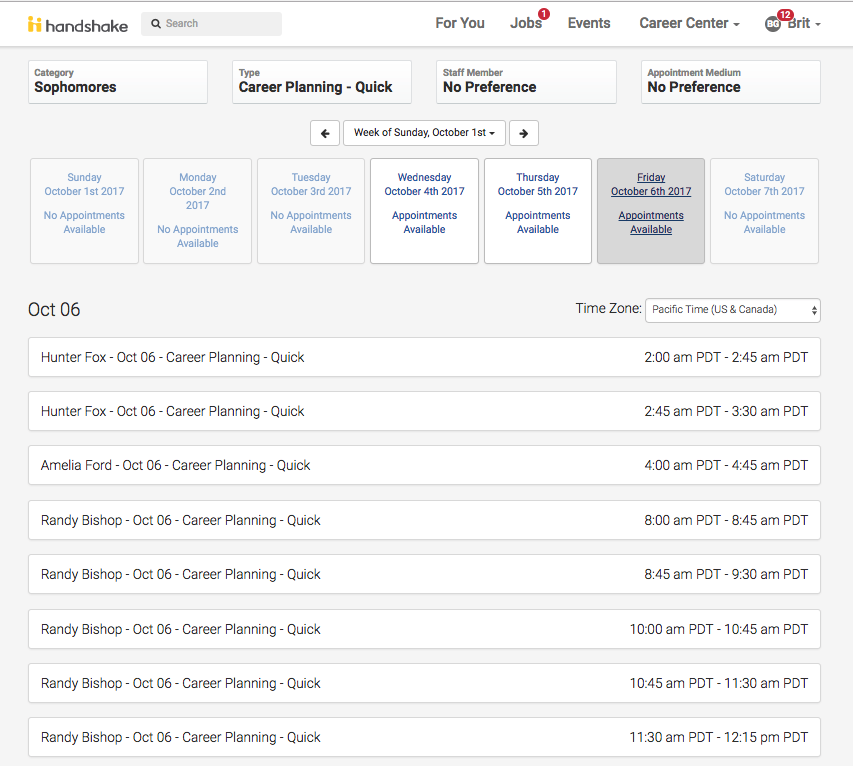 handshake
Search
For You
Jobs
1
Events
Career Center
BG
12
Brit
Category
Sophomores
Type
Career Planning - Quick
Staff Member
No Preference
Appointment Medium
No Preference
Week of Sunday, October 1st
Sunday
October 1st 2017
No Appointments
Available
Monday
October 2nd
2017
No Appointments
Available
Tuesday
October 3rd 2017
No Appointments
Available
Wednesday
October 4th 2017
Appointments
Available
Thursday
October 5th 2017
Appointments
Available
Friday
October 6th 2017
Appointments
Available
Saturday
October 7th 2017
No Appointments
Available
Oct 06
Time Zone: Pacific Time (US & Canada)
Hunter Fox - Oct 06 - Career Planning - Quick 2:00 am PDT - 2:45 am PDT
Hunter Fox - Oct 06 - Career Planning - Quick 2:45 am PDT - 3:30 am PDT
Amelia Ford - Oct 06 - Career Planning - Quick 4:00 am PDT - 4:45 am PDT
Randy Bishop - Oct 06 - Career Planning - Quick 8:00 am PDT - 8:45 am PDT
Randy Bishop - Oct 06 - Career Planning - Quick 8:45 am PDT - 9:30 am PDT
Randy Bishop - Oct 06 - Career Planning - Quick 10:00 am PDT - 10:45 am PDT
Randy Bishop - Oct 06 - Career Planning - Quick 10:45 am PDT - 11:30 am PDT
Randy Bishop - Oct 06 - Career Planning - Quick 11:30 am PDT - 12:15 pm PDT